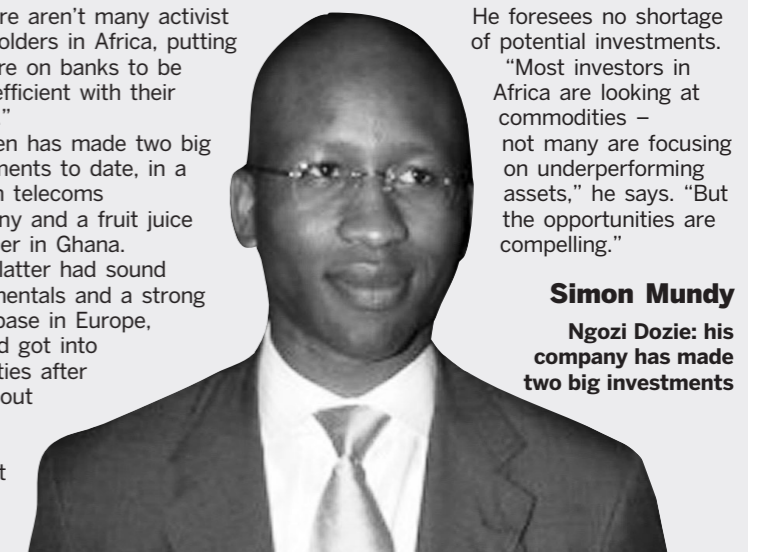 re aren't many activist
olders in Africa, putting
re on banks to be
efficient with their
."
en has made two big
ments to date, in a
n telecoms
ny and a fruit juice
er in Ghana.
latter had sound
mentals and a strong
base in Europe,
d got into
ties after
out
t
He foresees no shortage
of potential investments.
"Most investors in
Africa are looking at
commodities –
not many are focusing
on underperforming
assets," he says. "But
the opportunities are
compelling."
Simon Mundy
Ngozi Dozie: his
company has made
two big investments